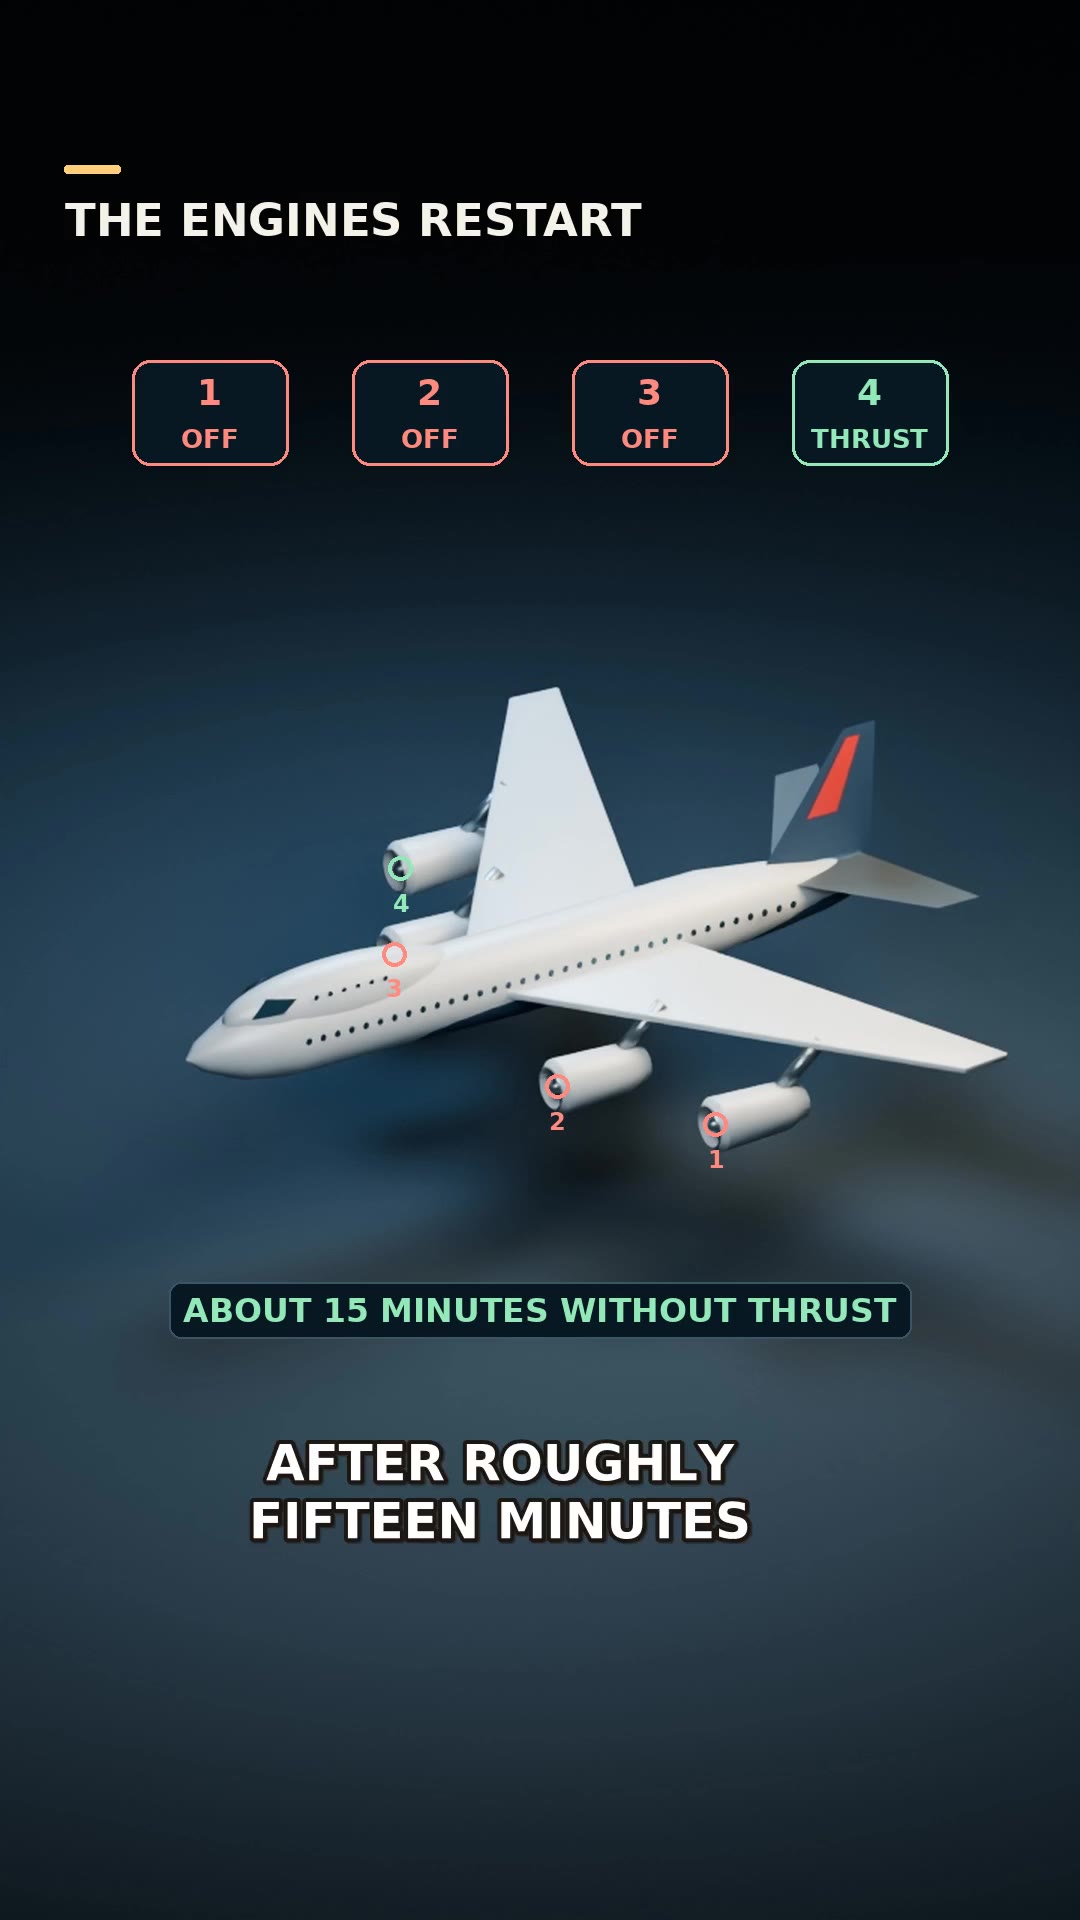 THE ENGINES RESTART
1 2 3 4
OFF OFF OFF THRUST
4
3
2
1
ABOUT 15 MINUTES WITHOUT THRUST
AFTER ROUGHLY
FIFTEEN MINUTES